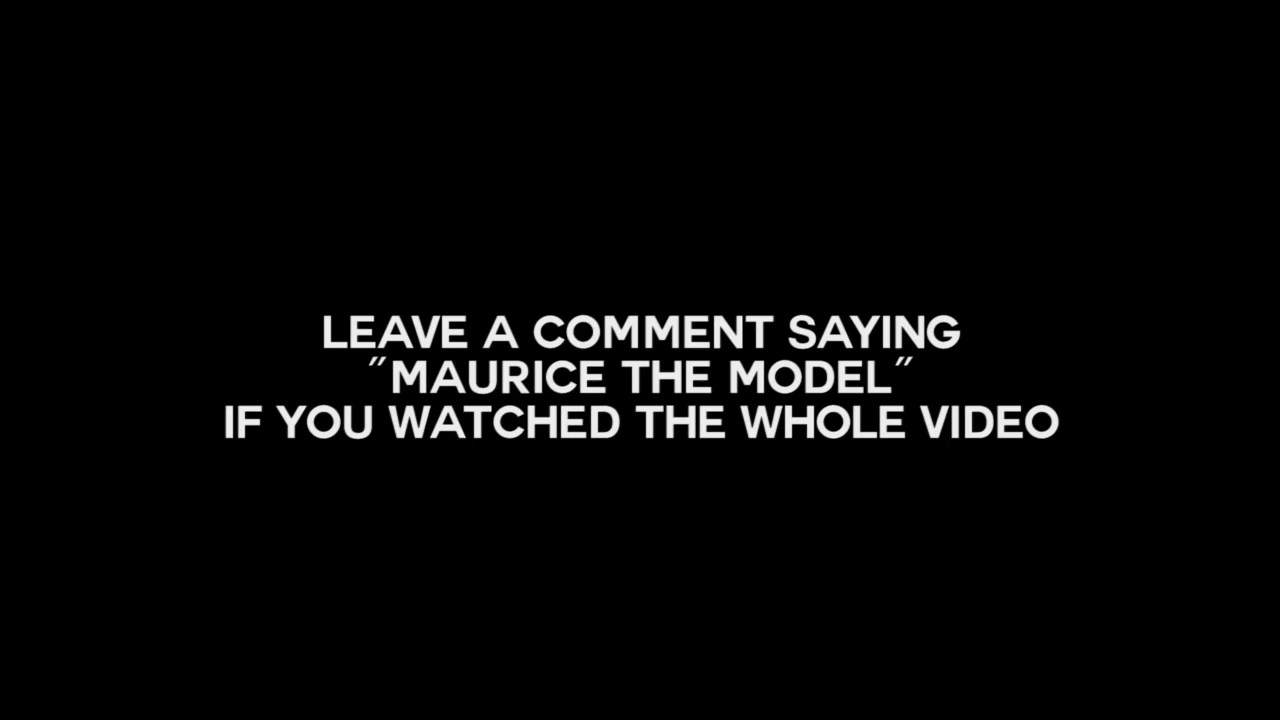 LEAVE A COMMENT SAYING
"MAURICE THE MODEL"
IF YOU WATCHED THE WHOLE VIDEO